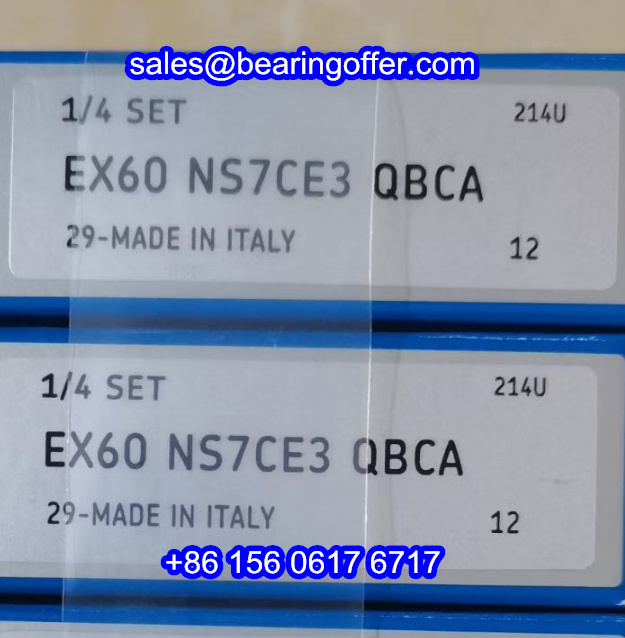 sales@bearingoffer.com
1/4 SET 214U
EX60 NS7CE3 QBCA
29-MADE IN ITALY 12
1/4 SET 214U
EX60 NS7CE3 QBCA
29-MADE IN ITALY 12
+86 156 0617 6717